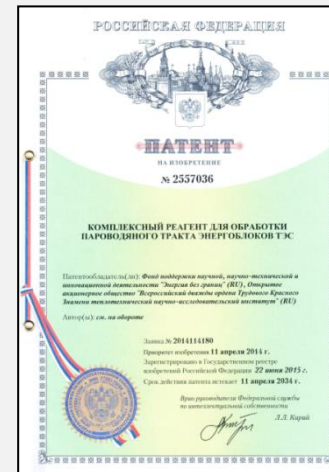 РОССИЙСКАЯ ФЕДЕРАЦИЯ
ПАТЕНТ
НА ИЗОБРЕТЕНИЕ
№ 2557036
КОМПЛЕКСНЫЙ РЕАГЕНТ ДЛЯ ОБРАБОТКИ
ПАРОВОДЯНОГО ТРАКТА ЭНЕРГОБЛОКОВ ТЭС
Патентообладатель(ли): Фонд поддержки научной, научно-технической и
инновационной деятельности "Энергия без границ" (RU), Открытое
акционерное общество "Всероссийский дважды ордена Трудового Красного
Знамени теплотехнический научно-исследовательский институт" (RU)
Автор(ы): см. на обороте
Заявка № 2014114180
Приоритет изобретения 11 апреля 2014 г.
Зарегистрировано в Государственном реестре
изобретений Российской Федерации 22 июня 2015 г.
Срок действия патента истекает 11 апреля 2034 г.
Врио руководителя Федеральной службы
по интеллектуальной собственности
Л.Л. Кирий